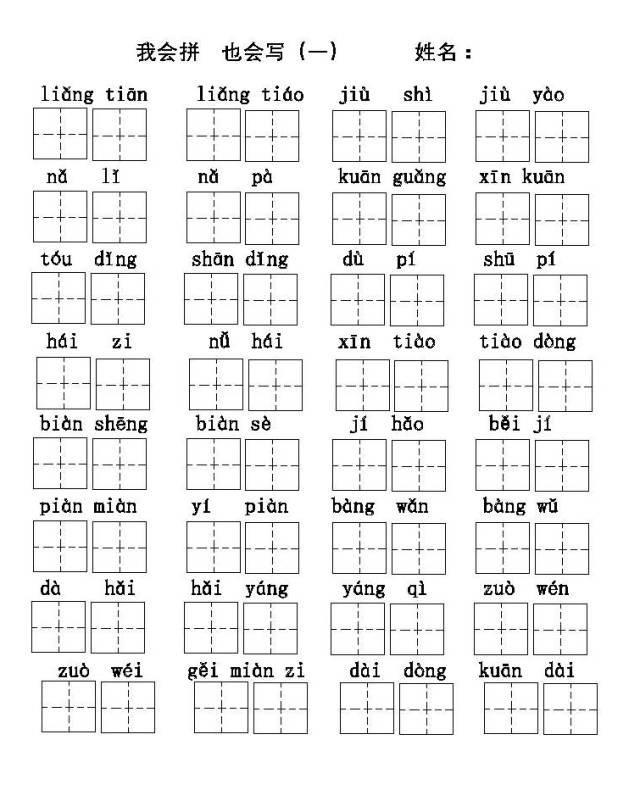 我会拼 也会写（一） 姓名：
liǎng tiān liǎng tiáo jiù shì jiù yào
nǎ lǐ nǎ pà kuān guǎng xīn kuān
tóu dǐng shān dǐng dù pí shū pí
hái zi nǚ hái xīn tiào tiào dòng
biàn shēng biàn sè jí hǎo běi jí
piàn miàn yí piàn bàng wǎn bàng wǔ
dà hǎi hǎi yáng yáng qì zuò wén
zuò wéi gěi miàn zi dài dòng kuān dài